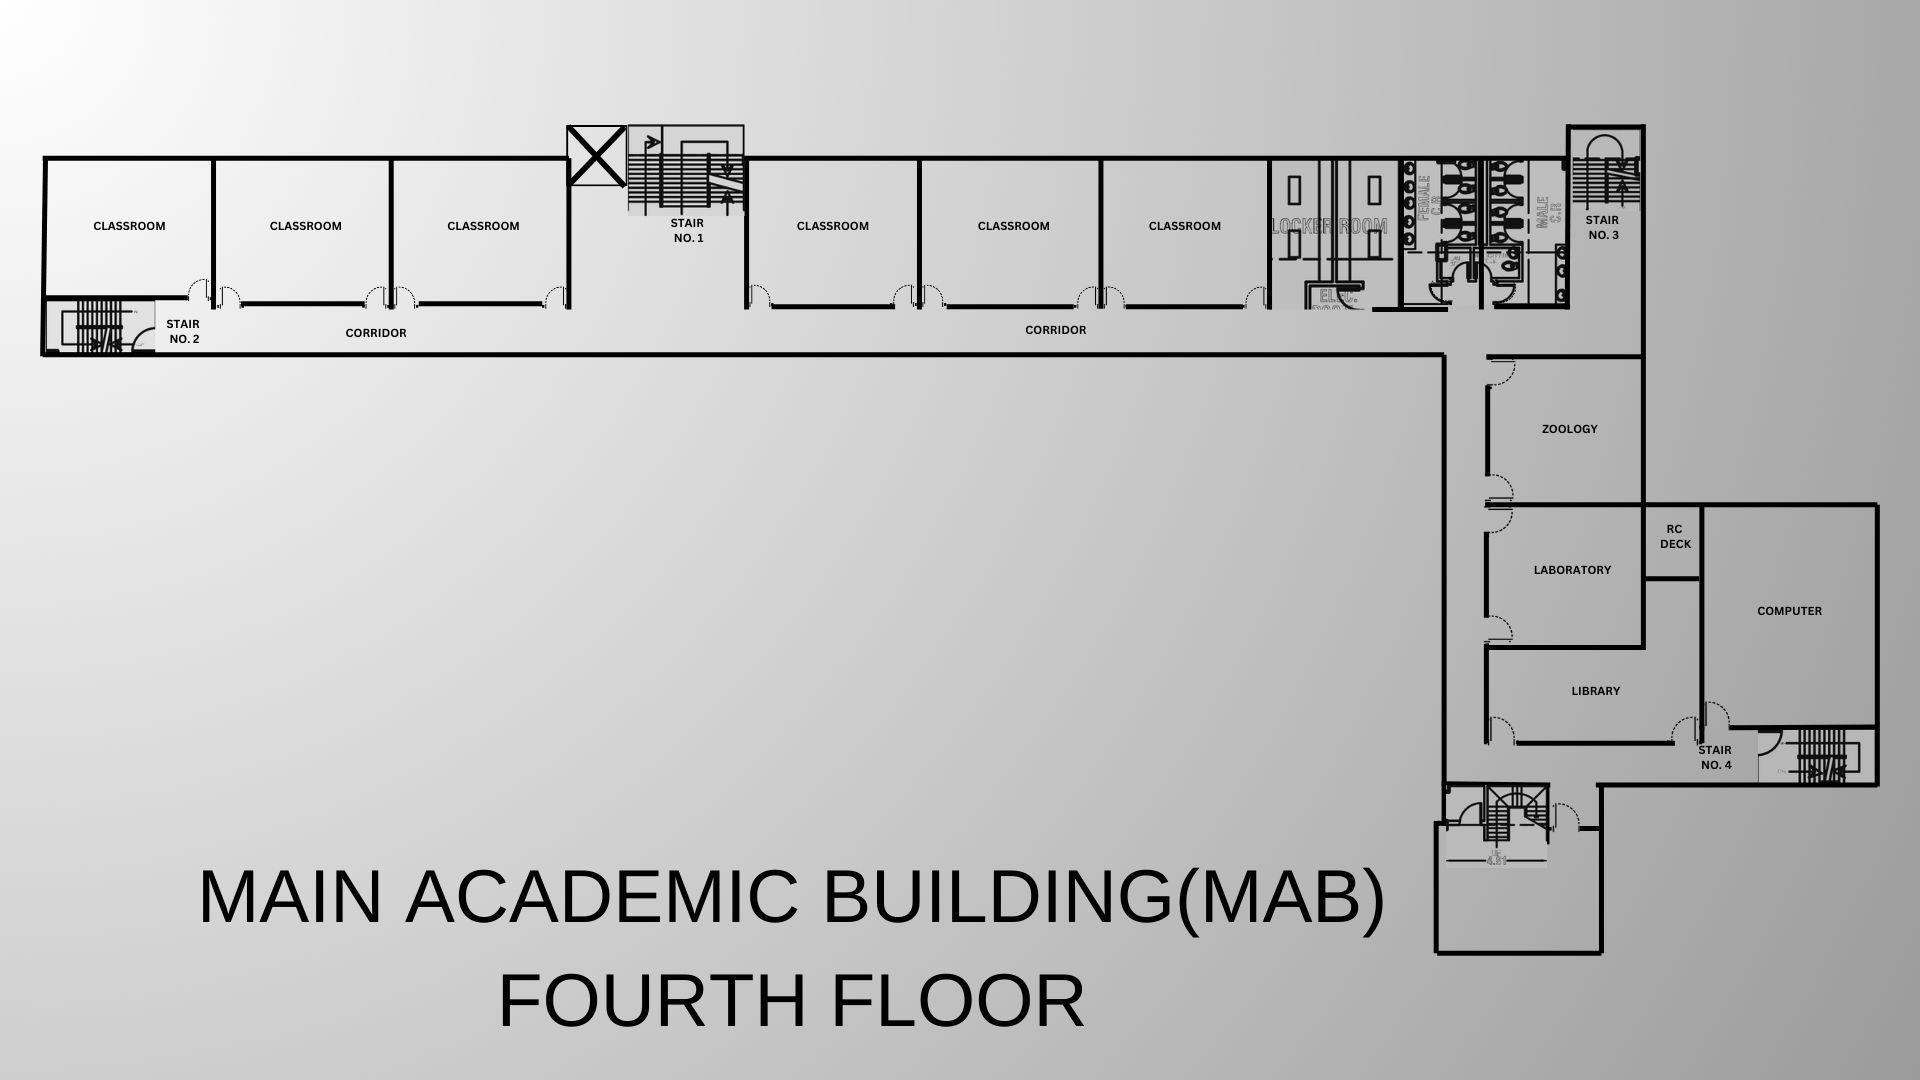 CLASSROOM
CLASSROOM
CLASSROOM
STAIR
NO. 1
CLASSROOM
CLASSROOM
CLASSROOM
LOCKER ROOM
FEMALE
C.R
MALE
C.R
STAIR
NO. 3
ELEC.
STAIR
NO. 2
CORRIDOR
CORRIDOR
ZOOLOGY
LABORATORY
RC
DECK
COMPUTER
LIBRARY
STAIR
NO. 4
MAIN ACADEMIC BUILDING(MAB)
FOURTH FLOOR